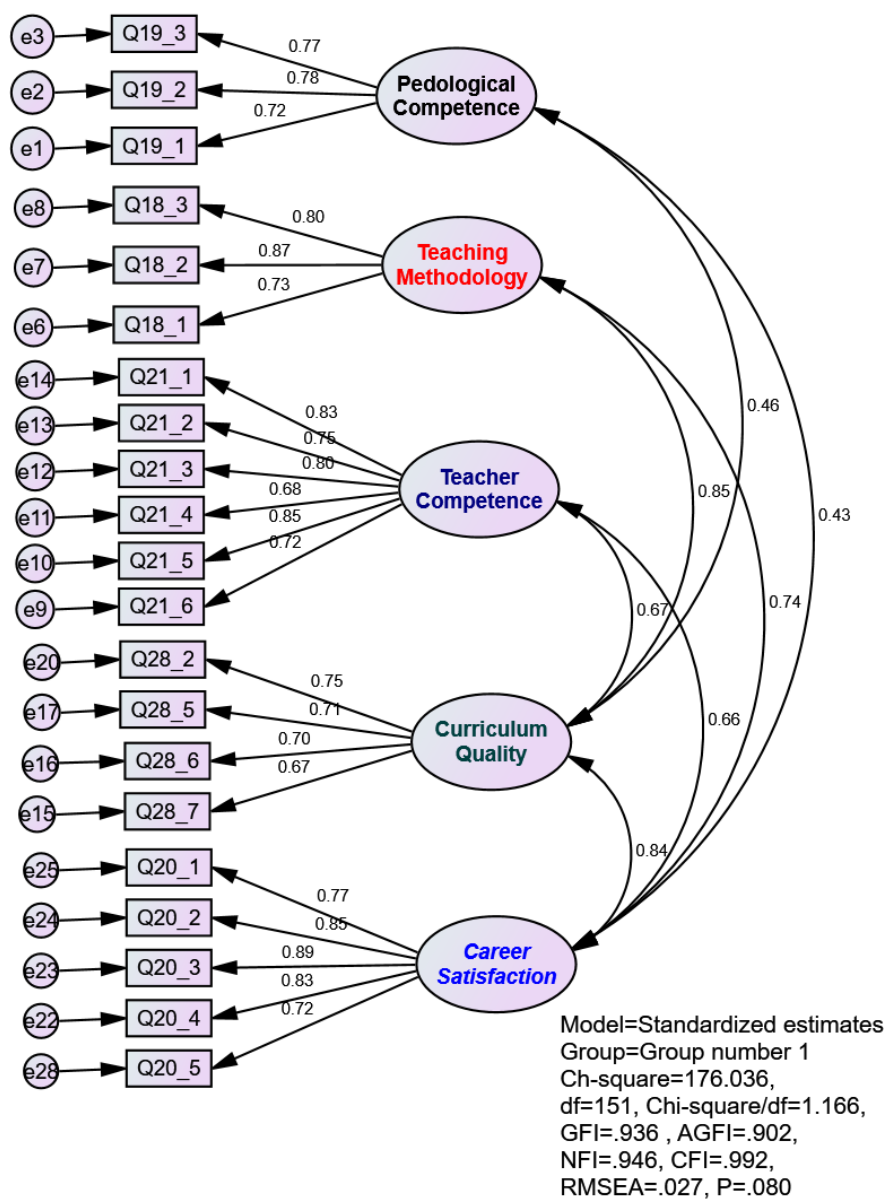 e3 Q19_3
0.77
e2 Q19_2
0.78
e1 Q19_1
0.72
Pedological
Competence
e8 Q18_3
0.80
e7 Q18_2
0.87
e6 Q18_1
0.73
Teaching
Methodology
e14 Q21_1
0.83
e13 Q21_2
0.75
e12 Q21_3
0.80
e11 Q21_4
0.68
e10 Q21_5
0.85
e9 Q21_6
0.72
Teacher
Competence
e20 Q28_2
0.75
e17 Q28_5
0.71
e16 Q28_6
0.70
e15 Q28_7
0.67
Curriculum
Quality
e25 Q20_1
0.77
e24 Q20_2
0.85
e23 Q20_3
0.89
e22 Q20_4
0.83
e28 Q20_5
0.72
Career
Satisfaction
0.46
0.85
0.43
0.74
0.67
0.66
0.84
Model=Standardized estimates
Group=Group number 1
Ch-square=176.036,
df=151, Chi-square/df=1.166,
GFI=.936 , AGFI=.902,
NFI=.946, CFI=.992,
RMSEA=.027, P=.080